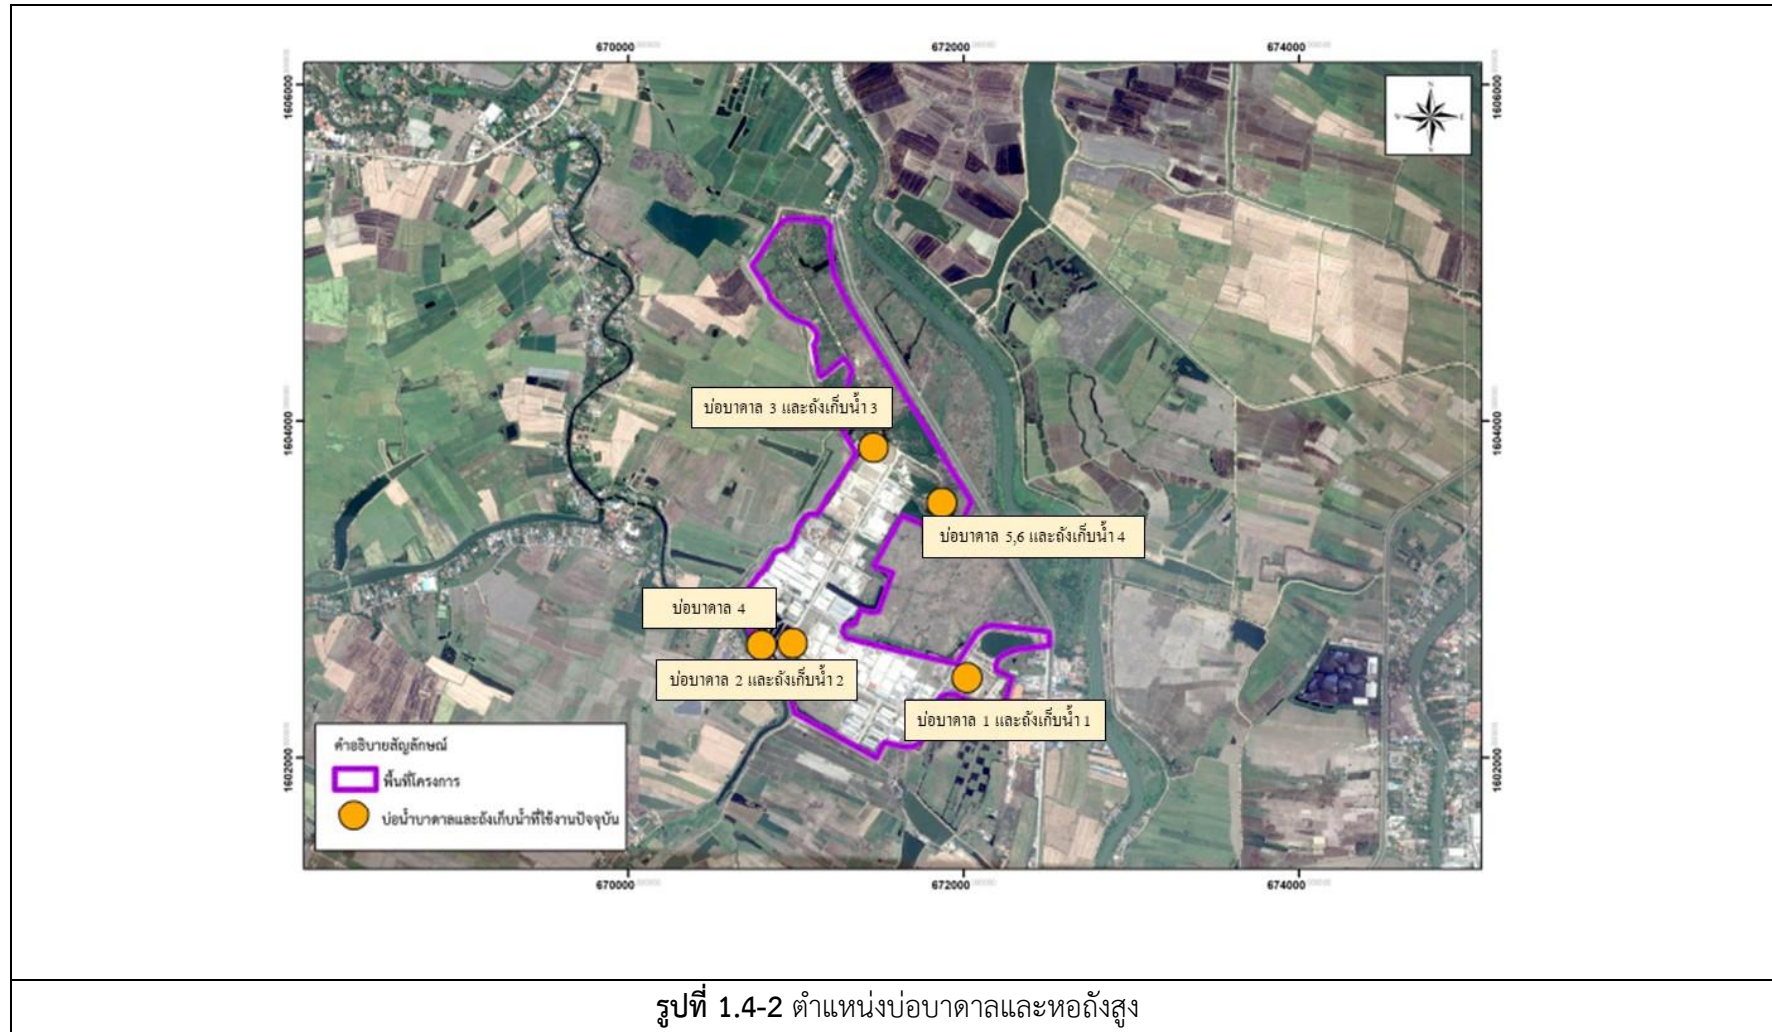 670000 672000 674000
1606000 1606000
N
W E
S
บ่อบาดาล 3 และถังเก็บน้ำ 3
1604000 1604000
บ่อบาดาล 5,6 และถังเก็บน้ำ 4
บ่อบาดาล 4
บ่อบาดาล 2 และถังเก็บน้ำ 2
บ่อบาดาล 1 และถังเก็บน้ำ 1
1602000 1602000
คำอธิบายสัญลักษณ์
พื้นที่โครงการ
บ่อน้ำบาดาลและถังเก็บน้ำที่ใช้งานปัจจุบัน
670000 672000 674000
รูปที่ 1.4-2 ตำแหน่งบ่อบาดาลและหอถังสูง